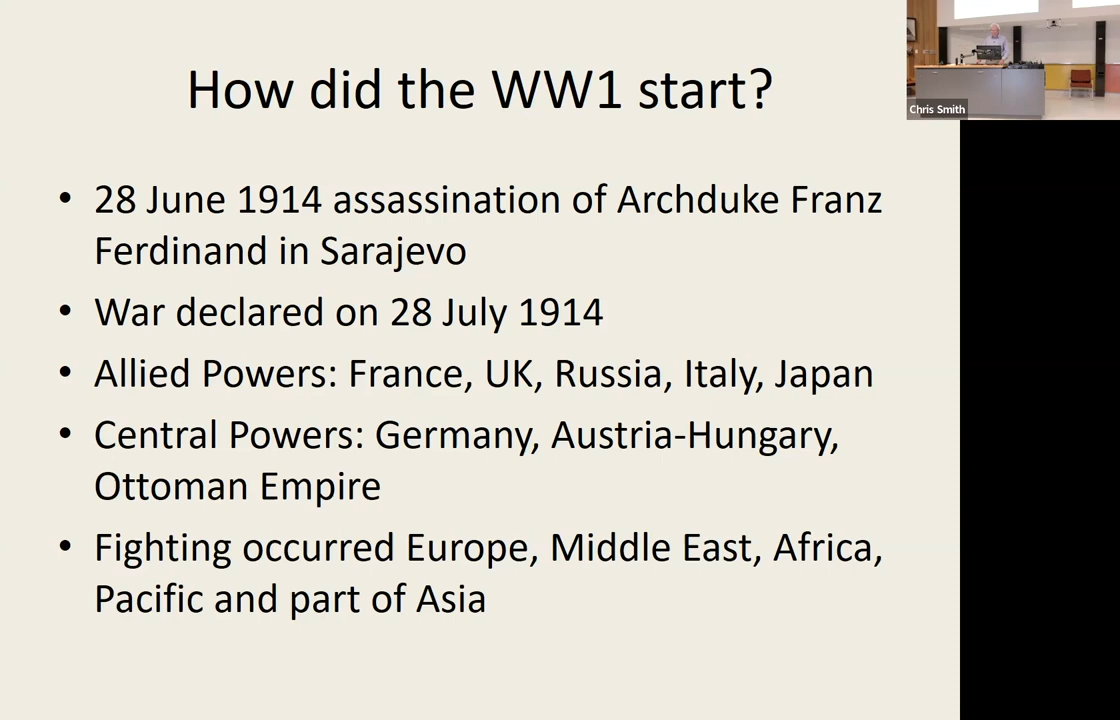 How did the WW1 start?
• 28 June 1914 assassination of Archduke Franz
Ferdinand in Sarajevo
• War declared on 28 July 1914
• Allied Powers: France, UK, Russia, Italy, Japan
• Central Powers: Germany, Austria-Hungary,
Ottoman Empire
• Fighting occurred Europe, Middle East, Africa,
Pacific and part of Asia
Chris Smith